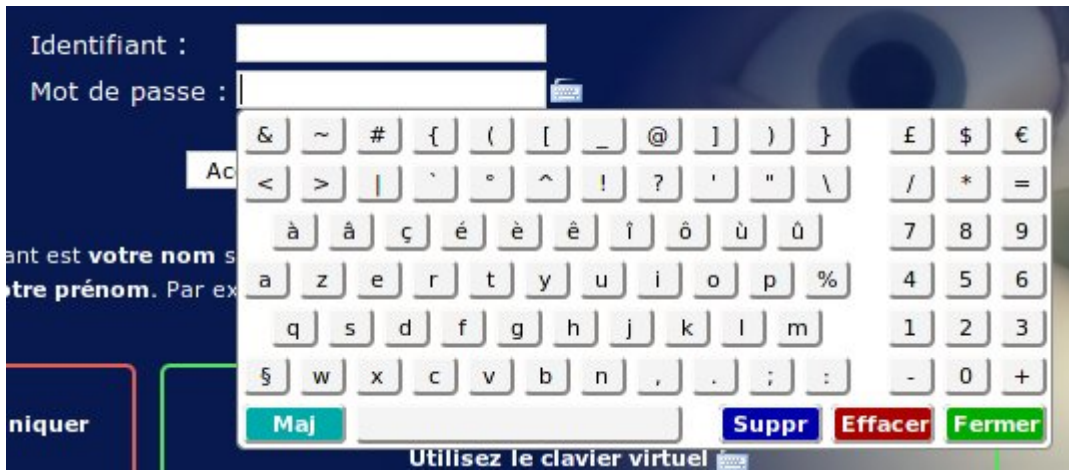 Identifiant :
Mot de passe :
& ~ # { ( [ _ @ ] ) } £ $ €
Ac
< > | ` ° ^ ! ? ' " \ / * =
à â ç é è ê î ô ù û 7 8 9
ant est votre nom s
a z e r t y u i o p % 4 5 6
otre prénom. Par ex
q s d f g h j k l m 1 2 3
§ w x c v b n , . ; : - 0 +
niquer
Maj Suppr Effacer Fermer
Utilisez le clavier virtuel